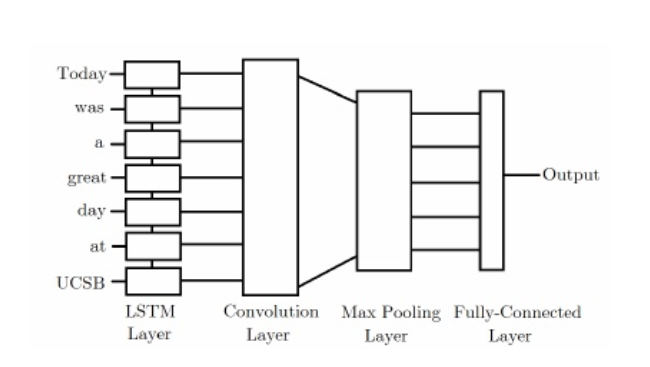 Today
was
a
great
day
at
UCSB
Output
LSTM
Layer
Convolution
Layer
Max Pooling
Layer
Fully-Connected
Layer